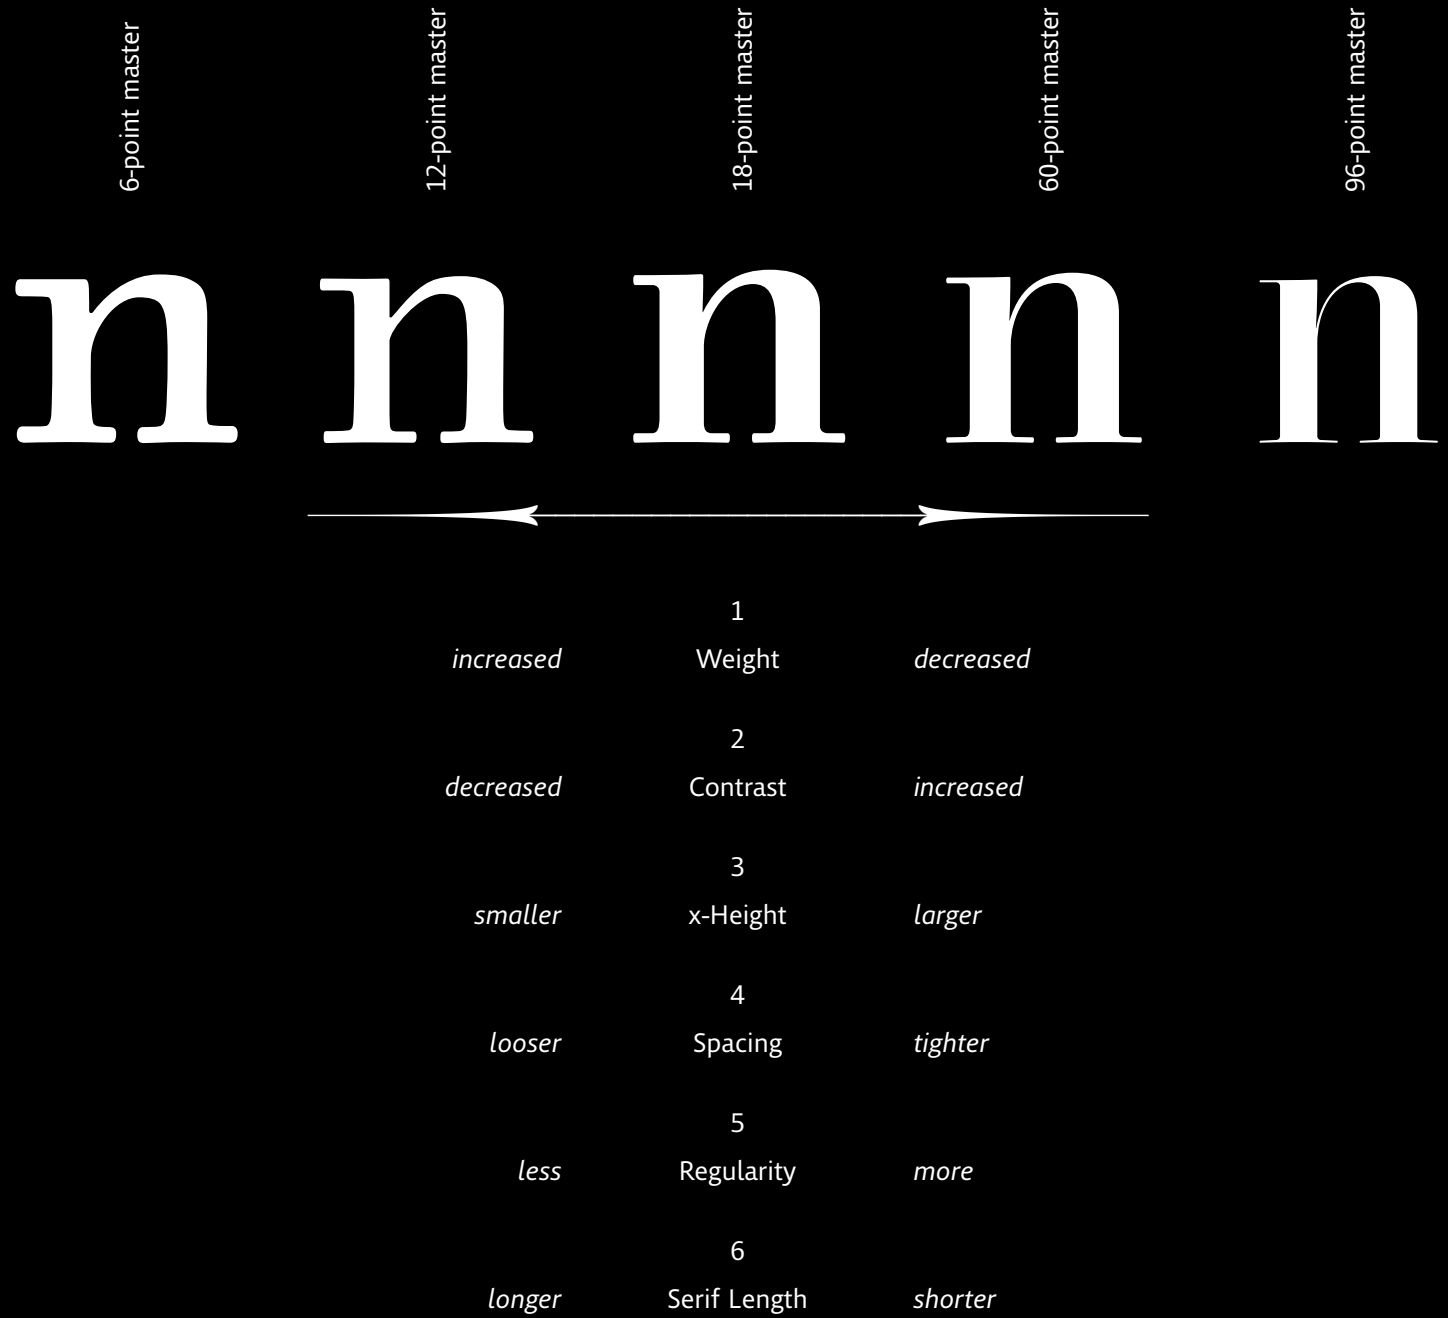 6-point master
12-point master
18-point master
60-point master
96-point master
n n n n n
1
increased Weight decreased
2
decreased Contrast increased
3
smaller x-Height larger
4
looser Spacing tighter
5
less Regularity more
6
longer Serif Length shorter